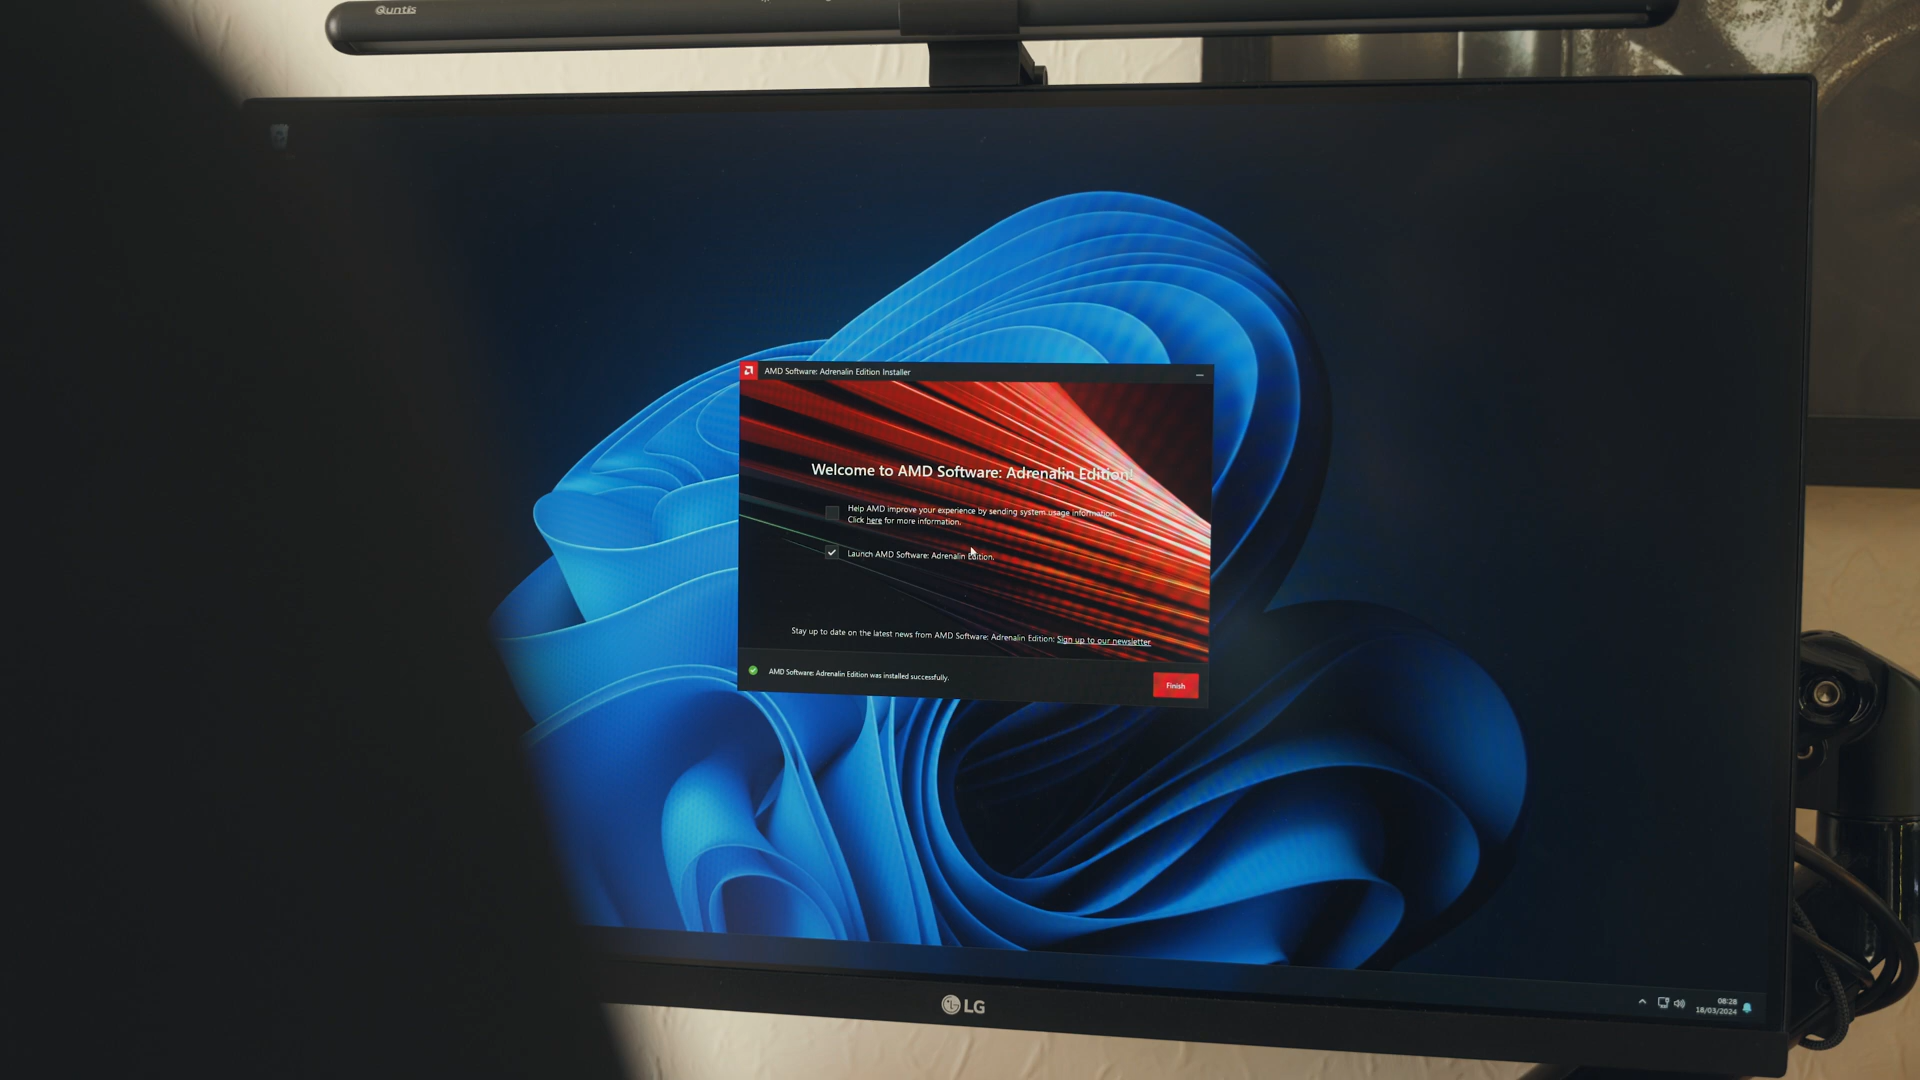 Quntis
AMD Software: Adrenalin Edition Installer
Welcome to AMD Software: Adrenalin Edition!
Help AMD improve your experience by sending system usage information.
Click here for more information.
Launch AMD Software: Adrenalin Edition.
Stay up to date on the latest news from AMD Software: Adrenalin Edition: Sign up to our newsletter
AMD Software: Adrenalin Edition was installed successfully.
Finish
LG
08:28
18/03/2024